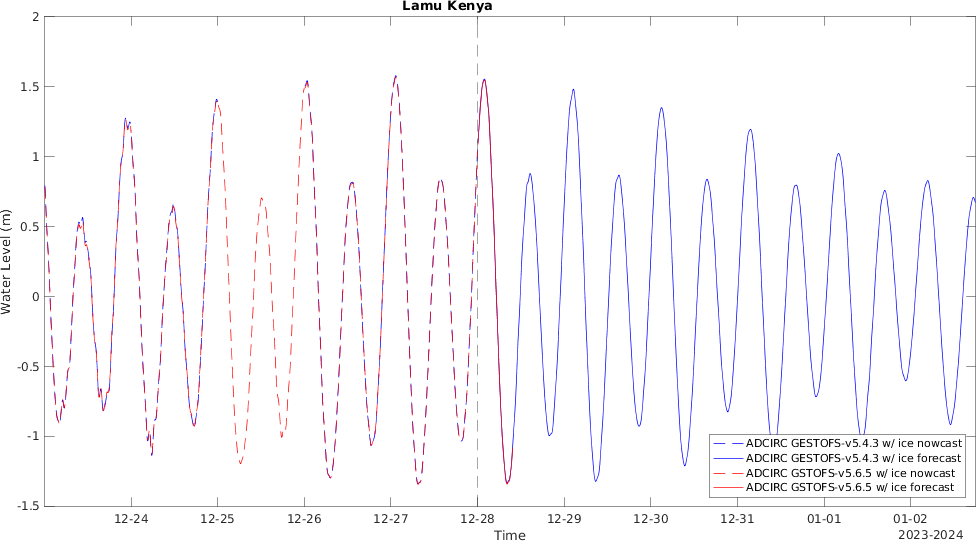 Lamu Kenya
2
1.5
1
0.5
0
-0.5
-1
-1.5
Water Level (m)
12-24 12-25 12-26 12-27 12-28 12-29 12-30 12-31 01-01 01-02
Time
2023-2024
ADCIRC GESTOFS-v5.4.3 w/ ice nowcast
ADCIRC GESTOFS-v5.4.3 w/ ice forecast
ADCIRC GSTOFS-v5.6.5 w/ ice nowcast
ADCIRC GSTOFS-v5.6.5 w/ ice forecast